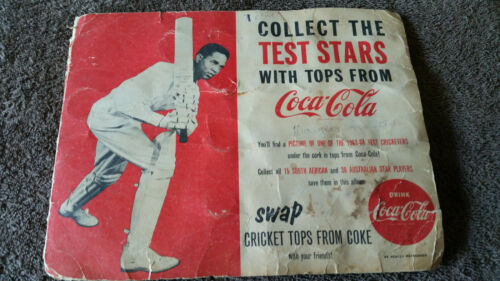 COLLECT THE
TEST STARS
WITH TOPS FROM
Coca-Cola
You'll find a PICTURE OF ONE OF THE 1963-64 TEST CRICKETERS
under the cork in tops from Coca-Cola!
Collect all 15 SOUTH AFRICAN and 30 AUSTRALIAN STAR PLAYERS
save them in this album
swap
CRICKET TOPS FROM COKE
with your friends!
DRINK
Coca-Cola